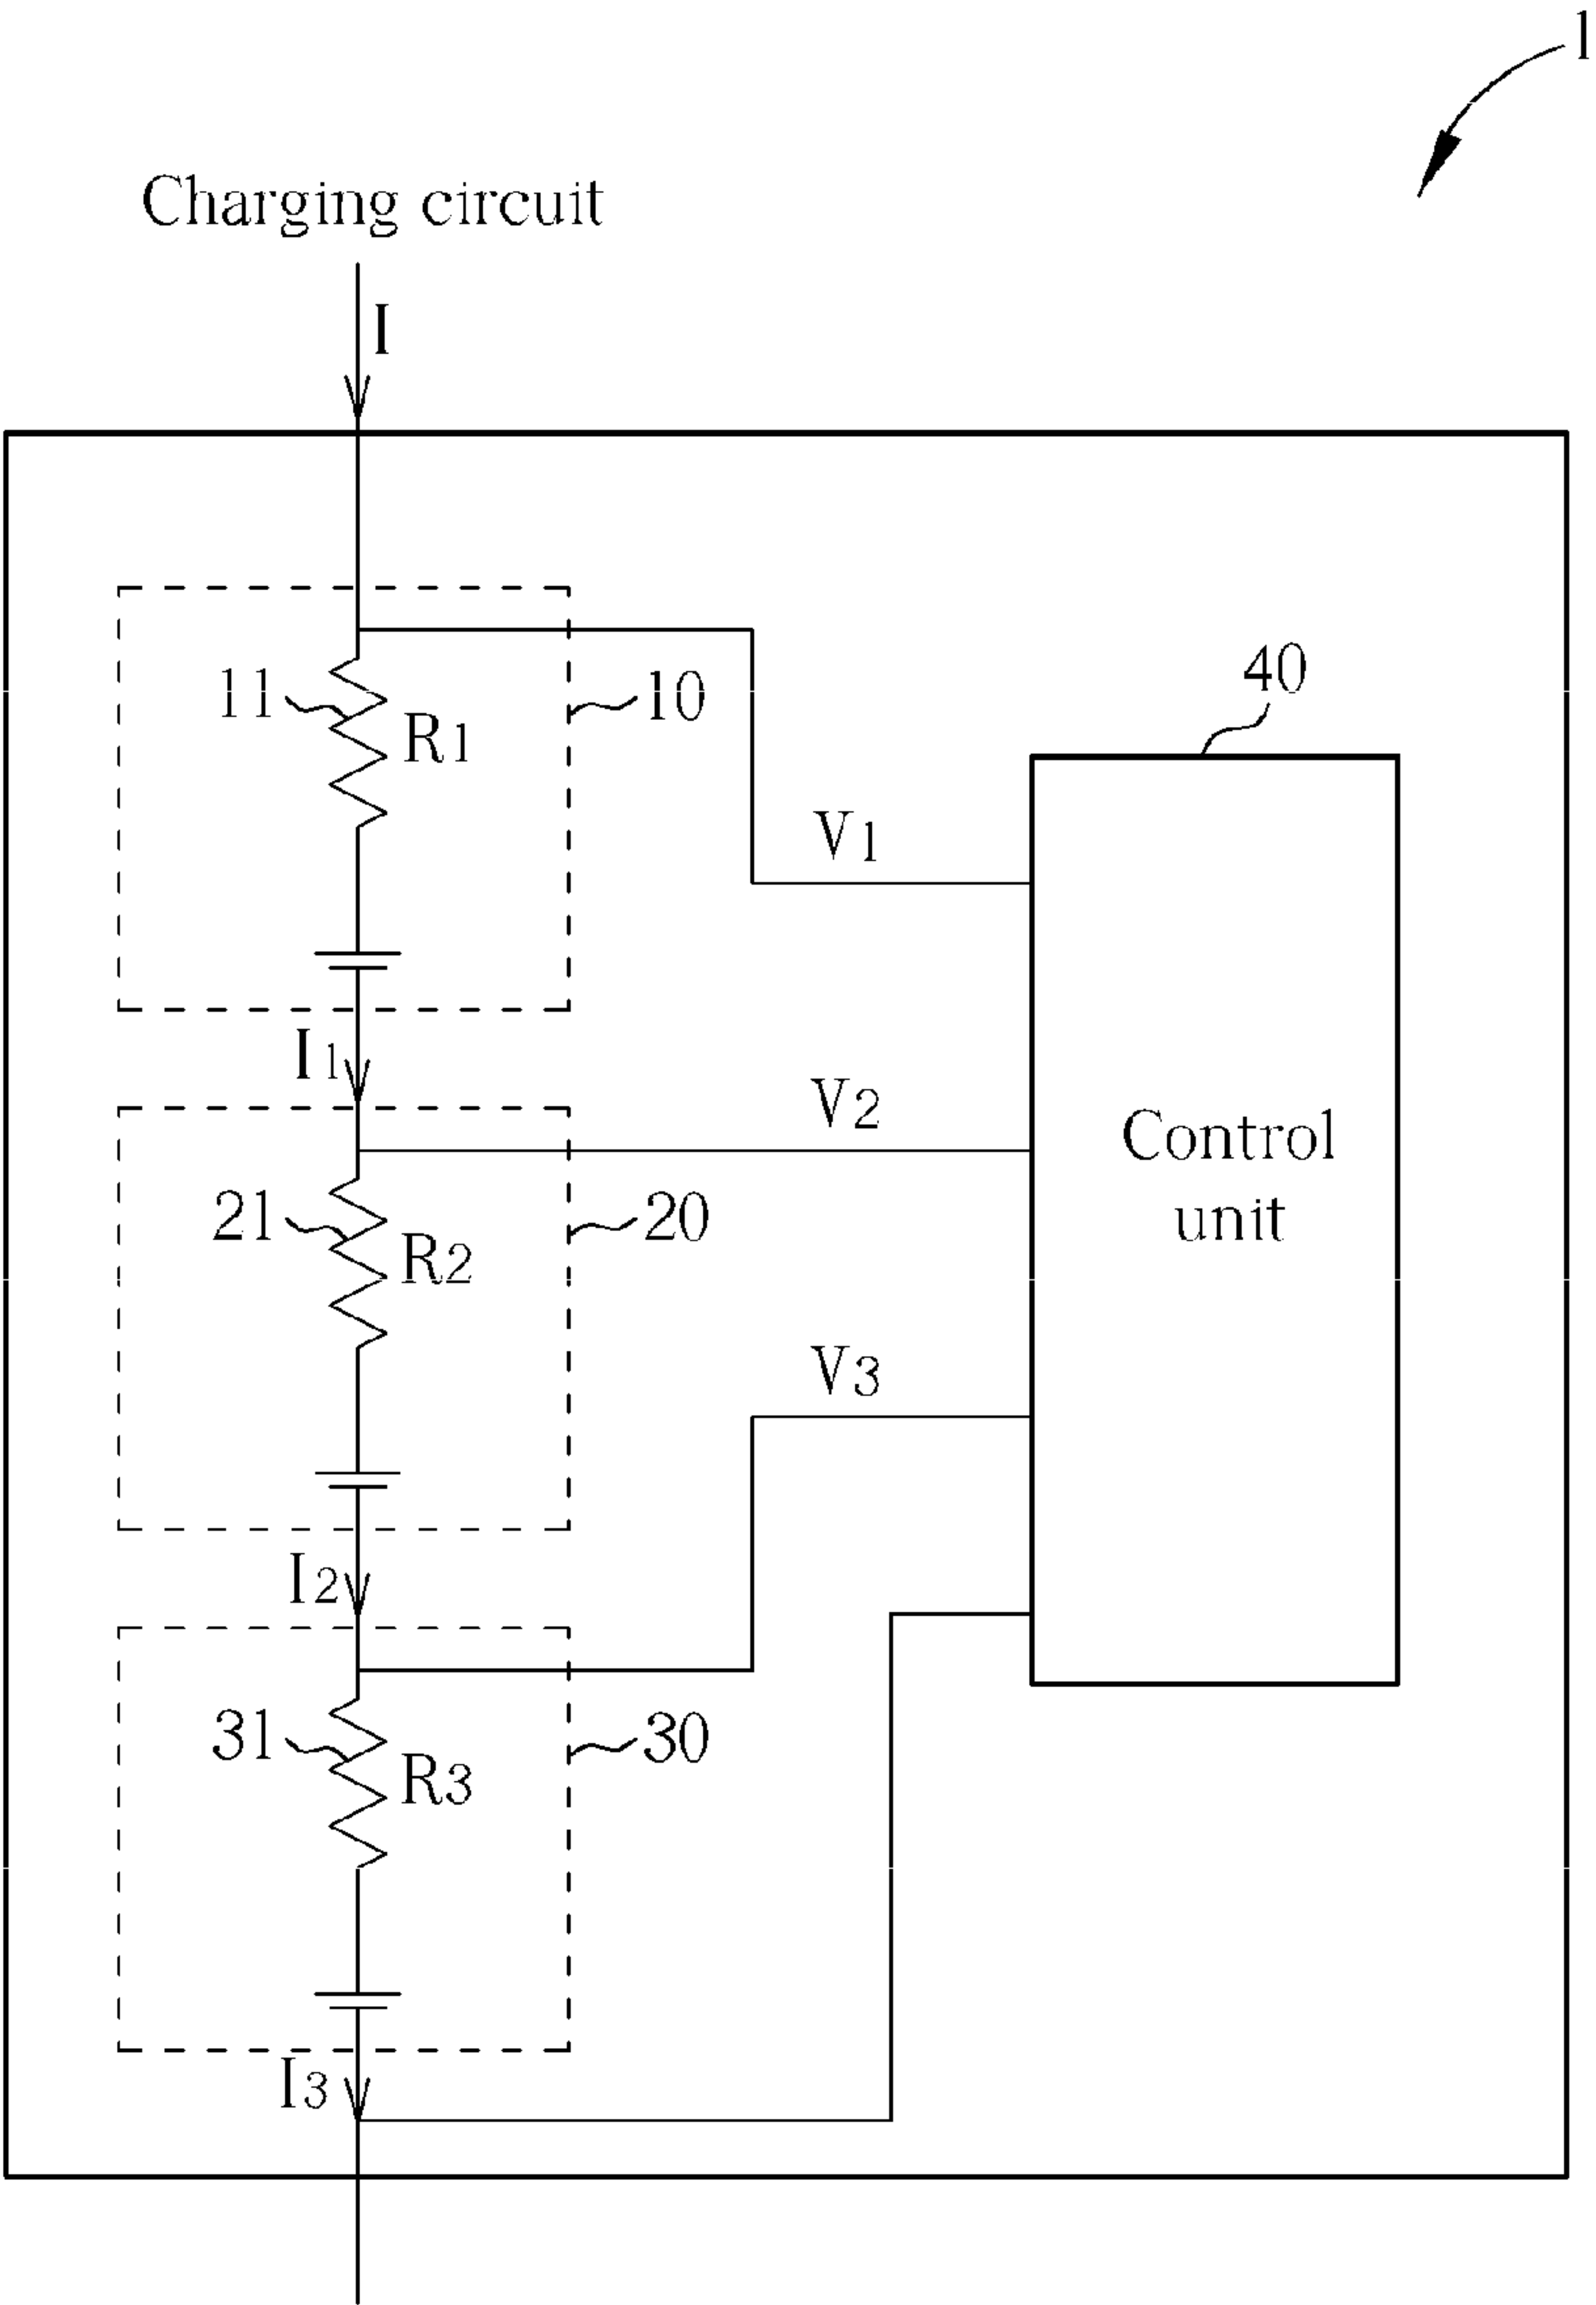 1
Charging circuit
I
11
R1
10
40
V1
I1
V2
Control
unit
21
R2
20
V3
I2
31
R3
30
I3